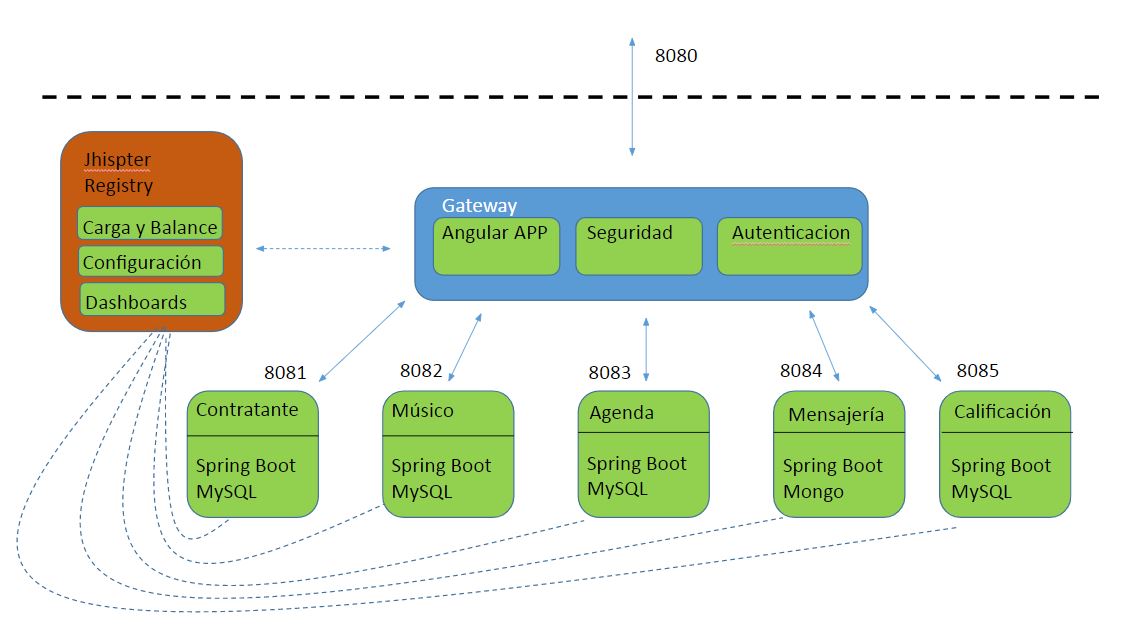 8080
Jhispter
Registry
Carga y Balance
Configuración
Dashboards
Gateway
Angular APP
Seguridad
Autenticacion
8081
8082
8083
8084
8085
Contratante
Spring Boot
MySQL
Músico
Spring Boot
MySQL
Agenda
Spring Boot
MySQL
Mensajería
Spring Boot
Mongo
Calificación
Spring Boot
MySQL